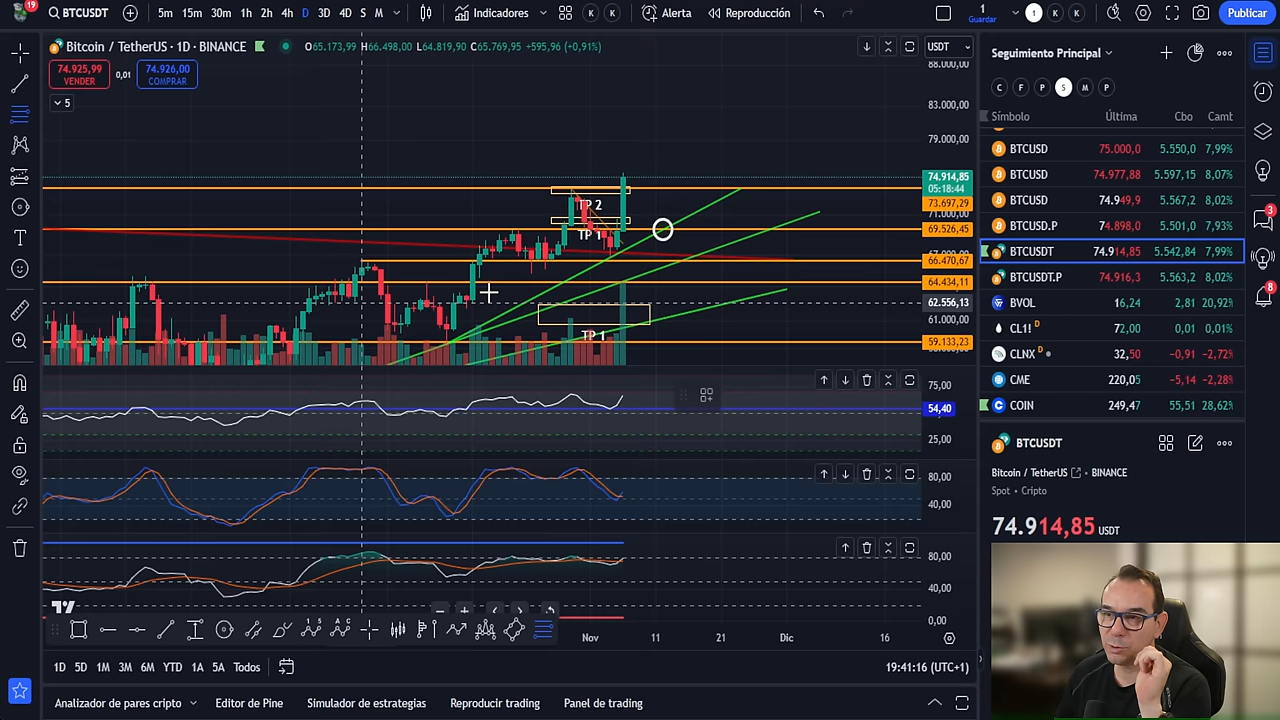 19
BTCUSDT
5m 15m 30m 1h 2h 4h D 3D 4D S M
Indicadores
K K
Alerta
Reproducción
1
Guardar
1 K K
Publicar
Bitcoin / TetherUS · 1D · BINANCE
O65.173,99 H66.498,00 L64.819,90 C65.769,95 +595,96 (+0,91%)
USDT
74.925,99
VENDER
0,01
74.926,00
COMPRAR
5
88.000,00
83.000,00
79.000,00
74.914,85
05:18:44
73.697,29
71.000,00
69.526,45
66.470,67
64.434,11
62.556,13
61.000,00
59.133,23
TP 2
TP 1
TP 1
75,00
54,40
25,00
80,00
40,00
80,00
40,00
0,00
Nov 11 21 Dic 16
1D 5D 1M 3M 6M YTD 1A 5A Todos
19:41:16 (UTC+1)
Analizador de pares cripto
Editor de Pine
Simulador de estrategias
Reproducir trading
Panel de trading
Seguimiento Principal
C F P S M P
Símbolo Última Cbo Camt
BTCUSD 75.000,0 5.550,0 7,99%
BTCUSD 74.977,88 5.597,15 8,07%
BTCUSD 74.949,9 5.567,2 8,02%
BTCUSD.P 74.898,0 5.501,0 7,93%
BTCUSDT 74.914,85 5.542,84 7,99%
BTCUSDT.P 74.916,3 5.563,2 8,02%
BVOL 16,24 2,81 20,92%
CL1! D 72,00 0,01 0,01%
CLNX D 32,50 −0,91 −2,72%
CME 220,05 −5,14 −2,28%
COIN 249,47 55,51 28,62%
BTCUSDT
Bitcoin / TetherUS · BINANCE
Spot · Cripto
74.914,85 USDT
3
8